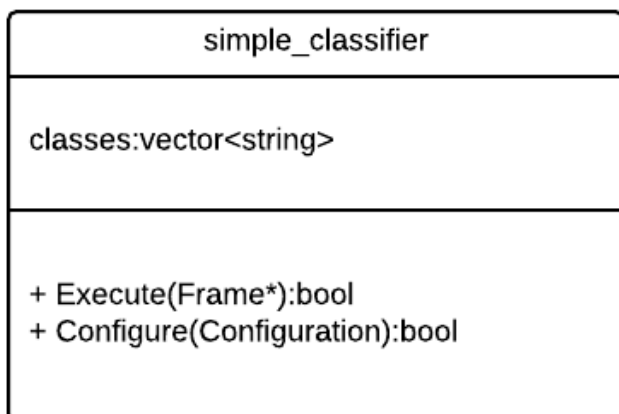 simple_classifier
classes:vector<string>
+ Execute(Frame*):bool
+ Configure(Configuration):bool